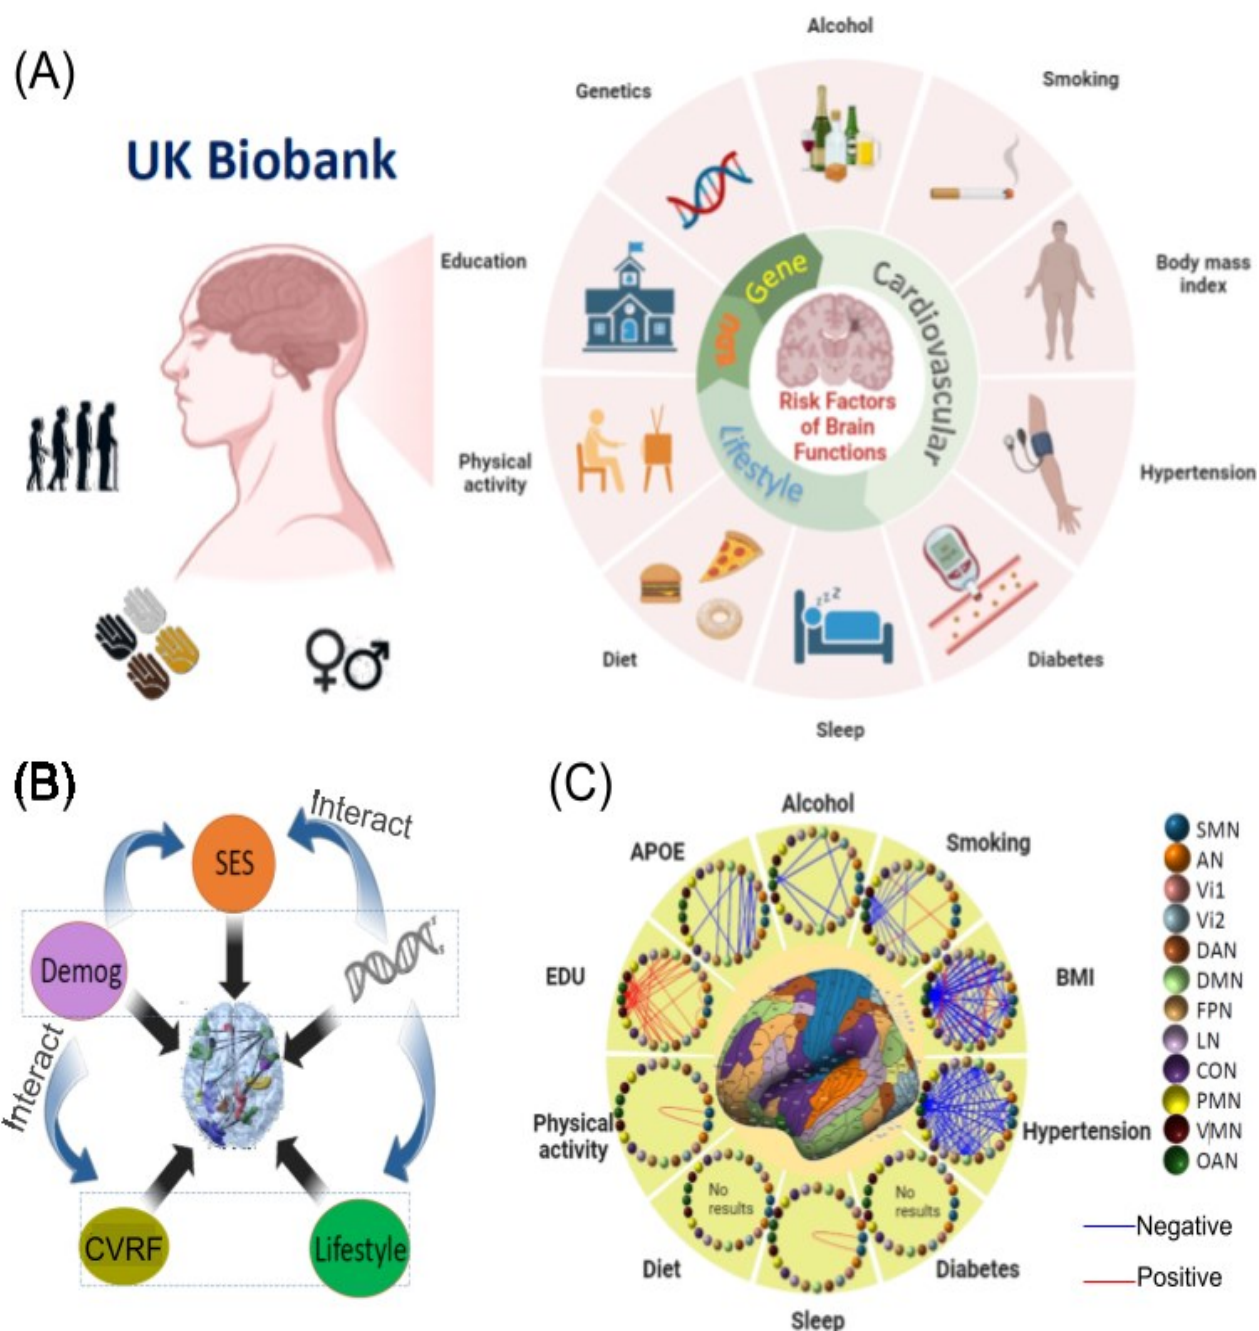 (A)
UK Biobank
Alcohol
Smoking
Genetics
Education
Body mass
index
Physical
activity
Hypertension
Diet
Diabetes
Sleep
Gene
Cardiovascular
Lifestyle
Risk Factors
of Brain
Functions
zzz
(B)
Interact
SES
Demog
Interact
CVRF
Lifestyle
(C)
Alcohol
APOE
Smoking
EDU
BMI
Physical
activity
Hypertension
No
results
No
results
Diet
Diabetes
Sleep
SMN
AN
Vi1
Vi2
DAN
DMN
FPN
LN
CON
PMN
VMN
OAN
Negative
Positive